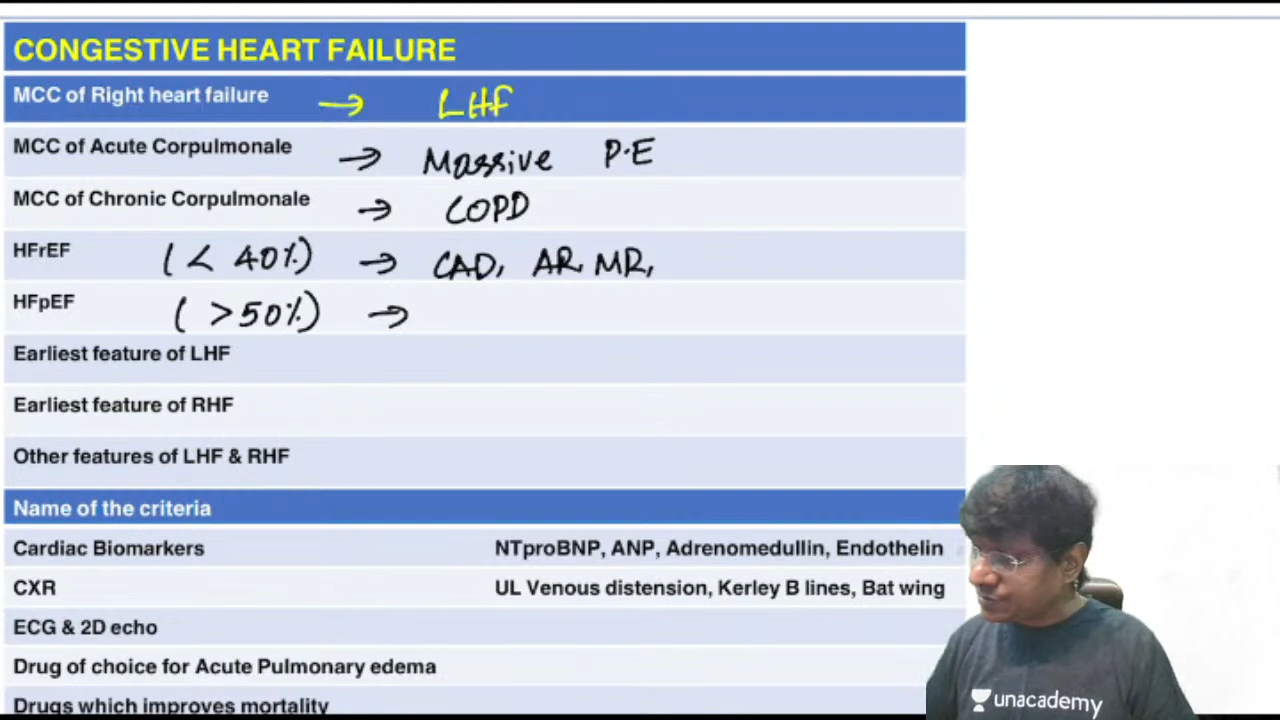 CONGESTIVE HEART FAILURE
MCC of Right heart failure → LHF
MCC of Acute Corpulmonale → Massive P.E
MCC of Chronic Corpulmonale → COPD
HFrEF (< 40%) → CAD, AR, MR,
HFpEF (>50%) →
Earliest feature of LHF
Earliest feature of RHF
Other features of LHF & RHF
Name of the criteria
Cardiac Biomarkers NTproBNP, ANP, Adrenomedullin, Endothelin
CXR UL Venous distension, Kerley B lines, Bat wing
ECG & 2D echo
Drug of choice for Acute Pulmonary edema
Drugs which improves mortality
unacademy